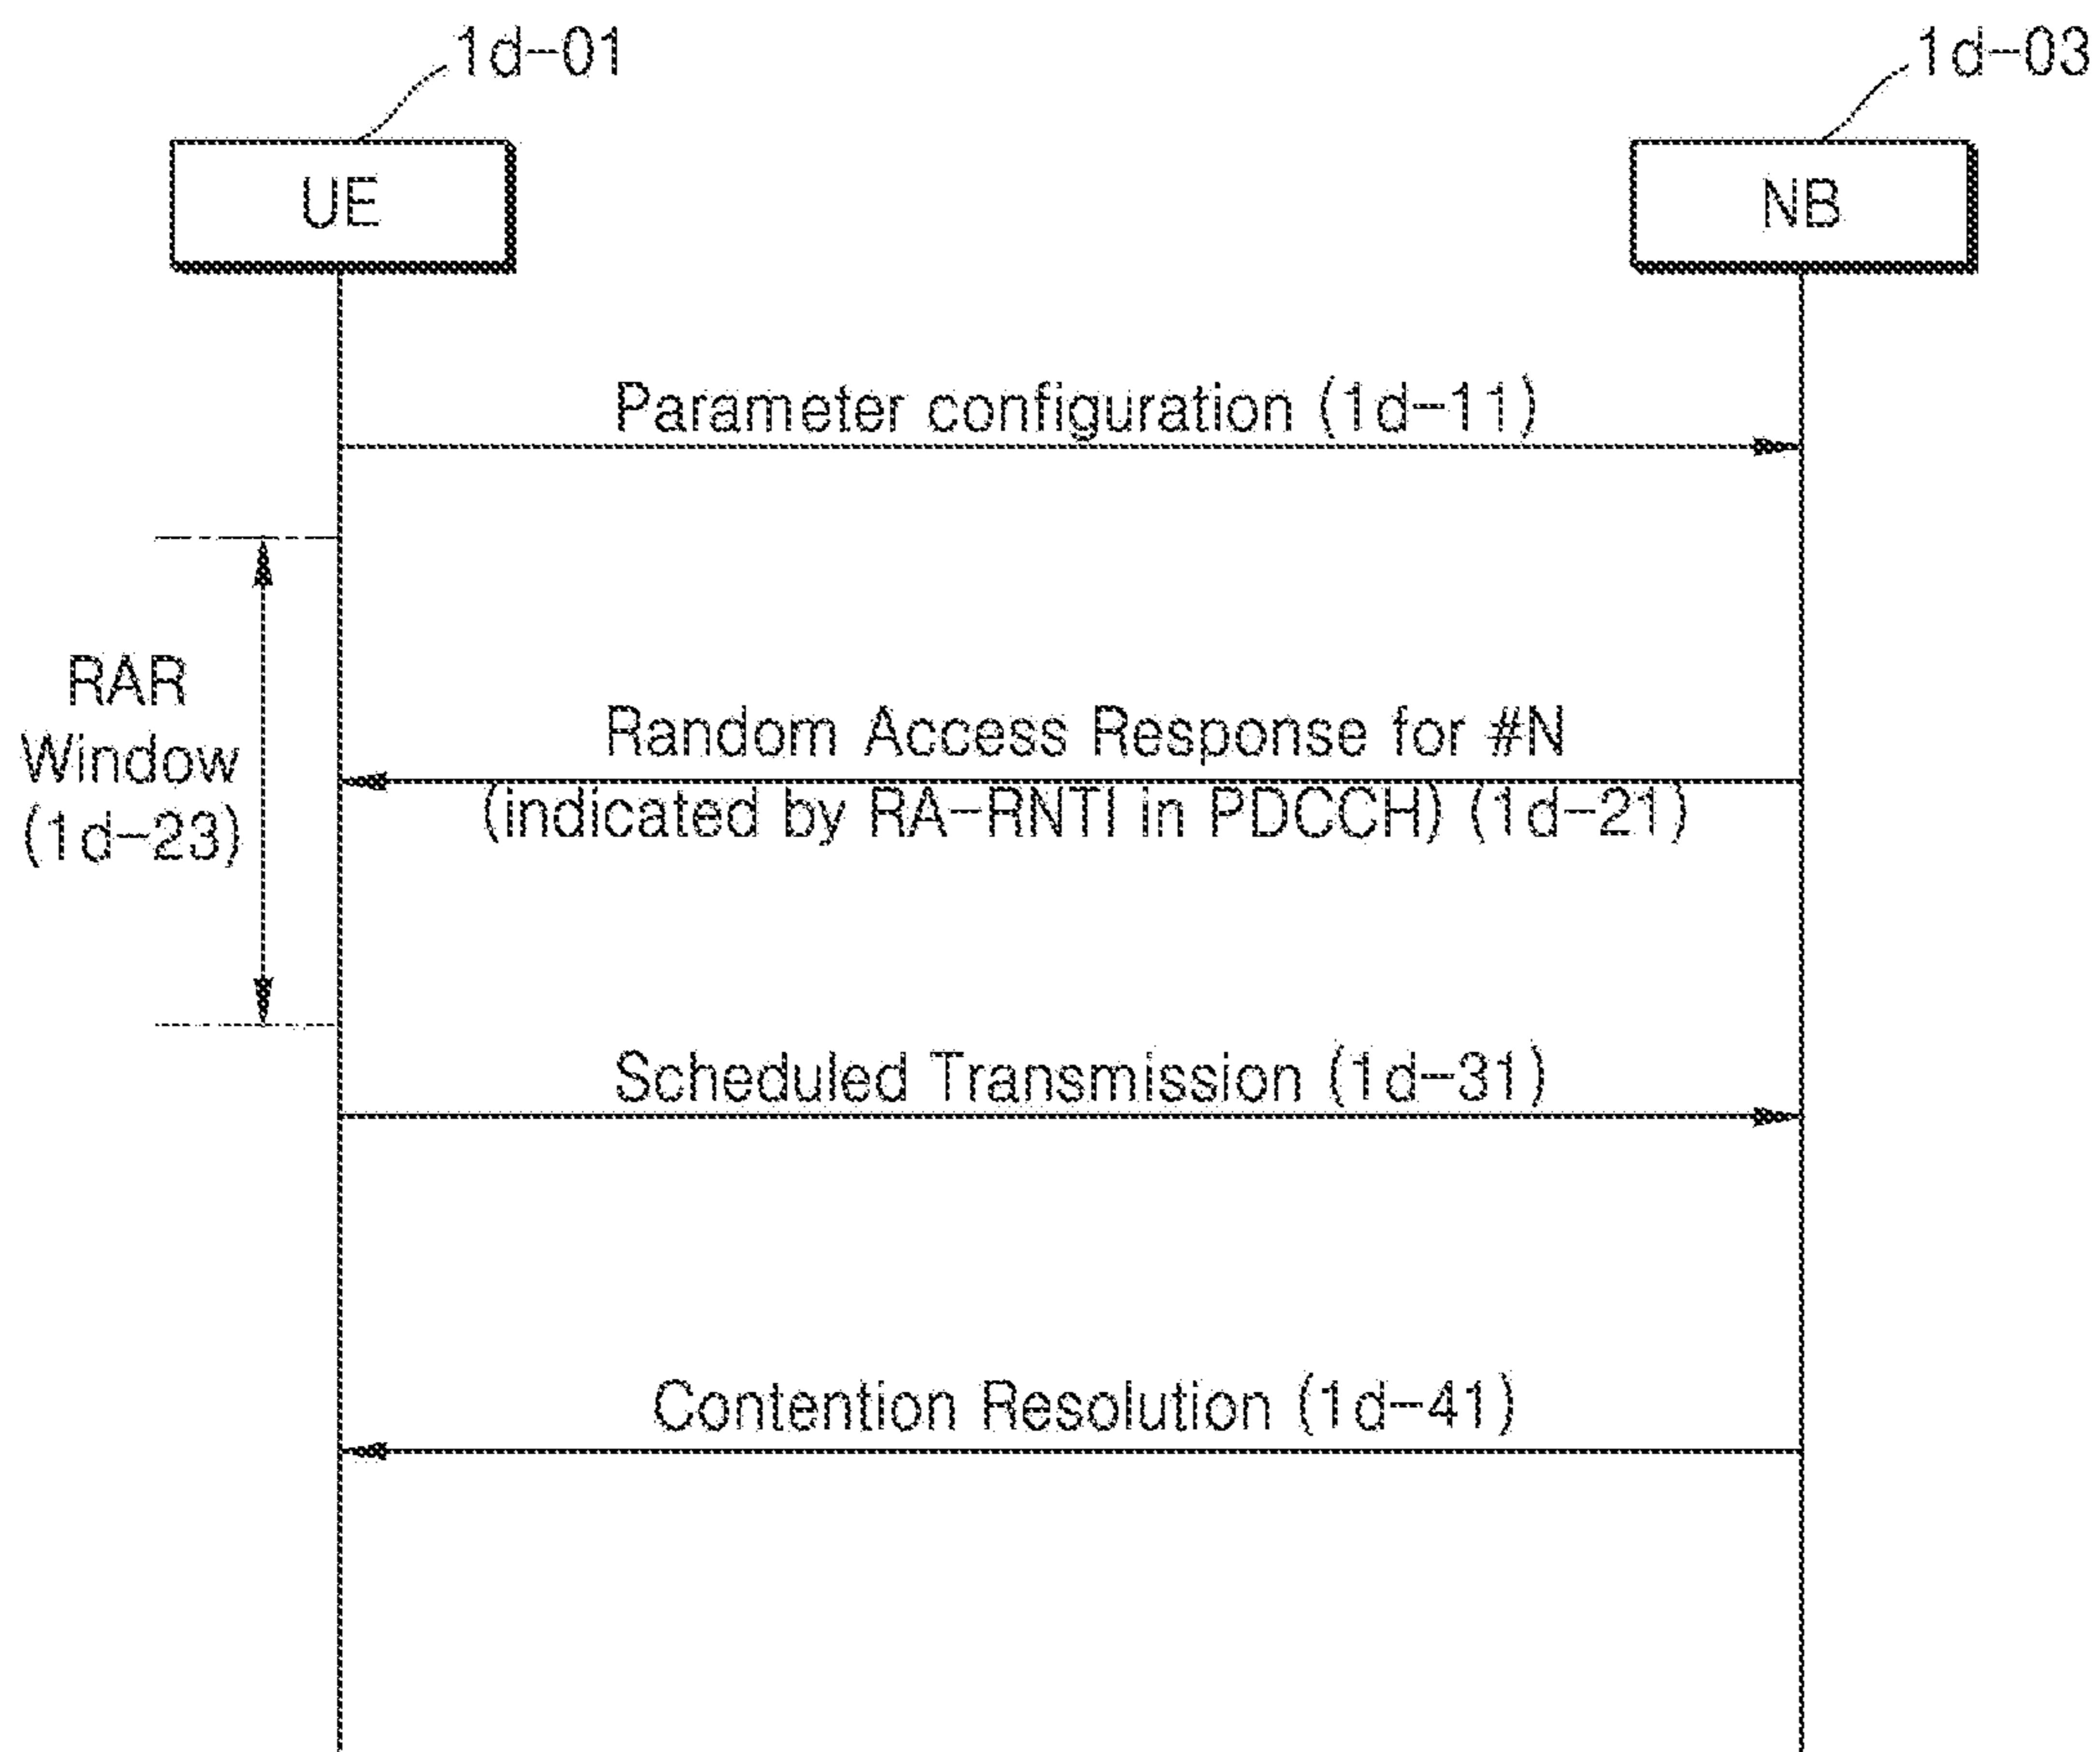 1d-01
1d-03
UE
NB
Parameter configuration (1d-11)
RAR
Window
(1d-23)
Random Access Response for #N
(indicated by RA-RNTI in PDCCH) (1d-21)
Scheduled Transmission (1d-31)
Contention Resolution (1d-41)